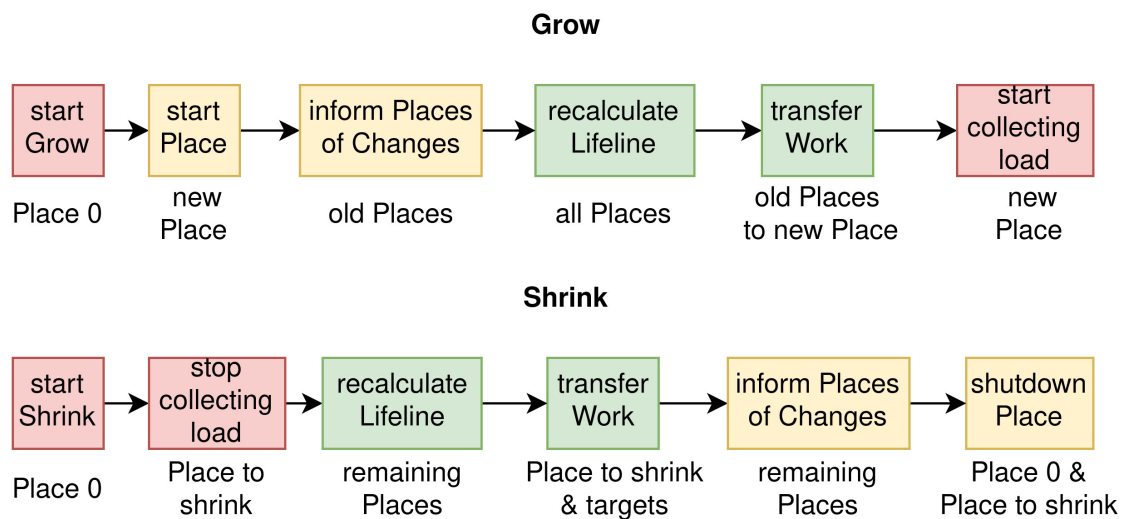 Grow
start
Grow
start
Place
inform Places
of Changes
recalculate
Lifeline
transfer
Work
start
collecting
load
Place 0
new
Place
old Places
all Places
old Places
to new Place
new
Place
Shrink
start
Shrink
stop
collecting
load
recalculate
Lifeline
transfer
Work
inform Places
of Changes
shutdown
Place
Place 0
Place to
shrink
remaining
Places
Place to shrink
& targets
remaining
Places
Place 0 &
Place to shrink